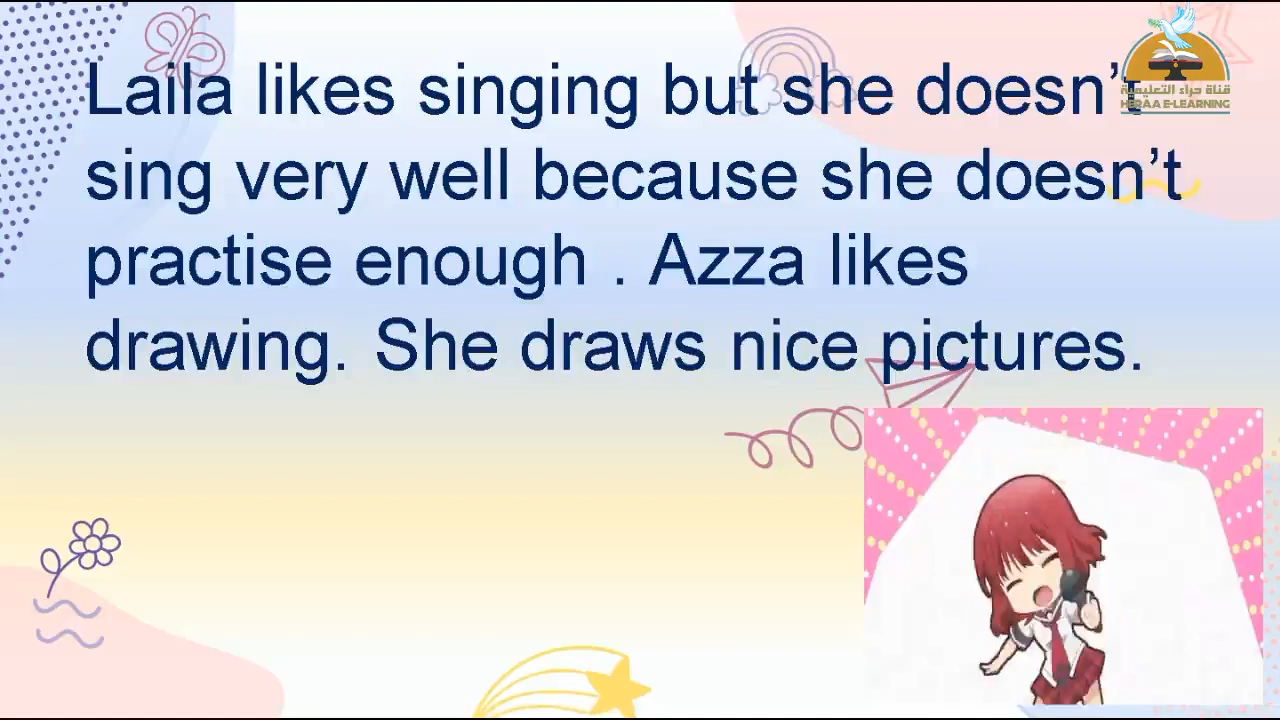 Laila likes singing but she doesn't
sing very well because she doesn't
practise enough . Azza likes
drawing. She draws nice pictures.
قناة حراء التعليمية
HERAA E-LEARNING